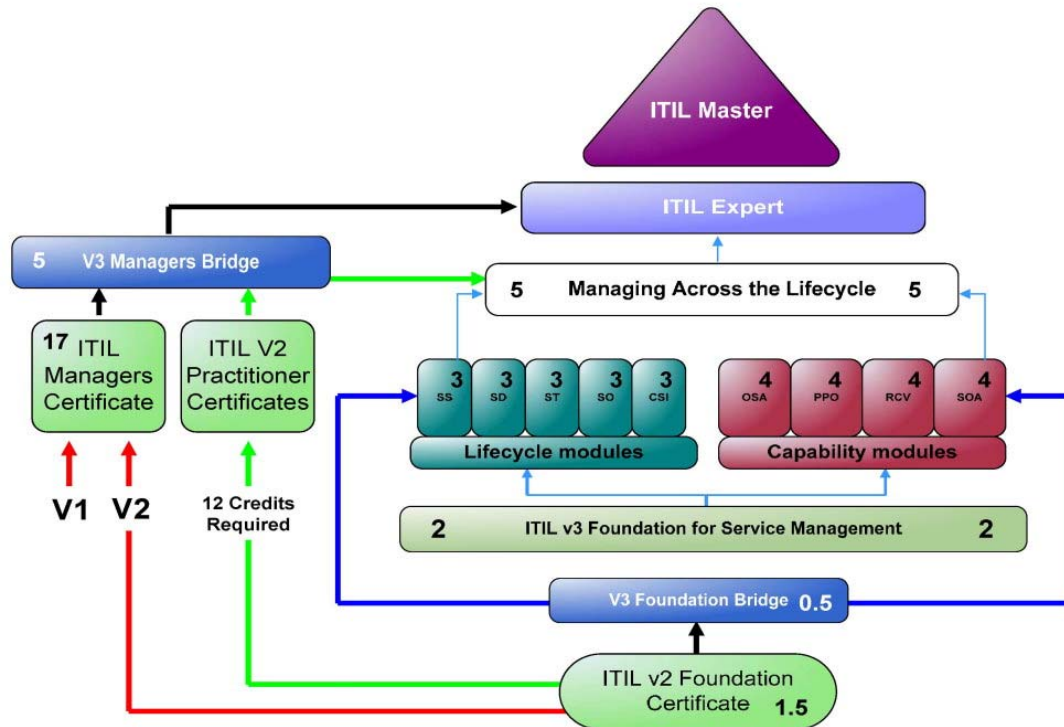 ITIL Master
ITIL Expert
5 V3 Managers Bridge
5 Managing Across the Lifecycle 5
17 ITIL
Managers
Certificate
ITIL V2
Practitioner
Certificates
3 3 3 3 3
SS SD ST SO CSI
Lifecycle modules
4 4 4 4
OSA PPO RCV SOA
Capability modules
V1 V2
12 Credits
Required
2 ITIL v3 Foundation for Service Management 2
V3 Foundation Bridge 0.5
ITIL v2 Foundation
Certificate 1.5